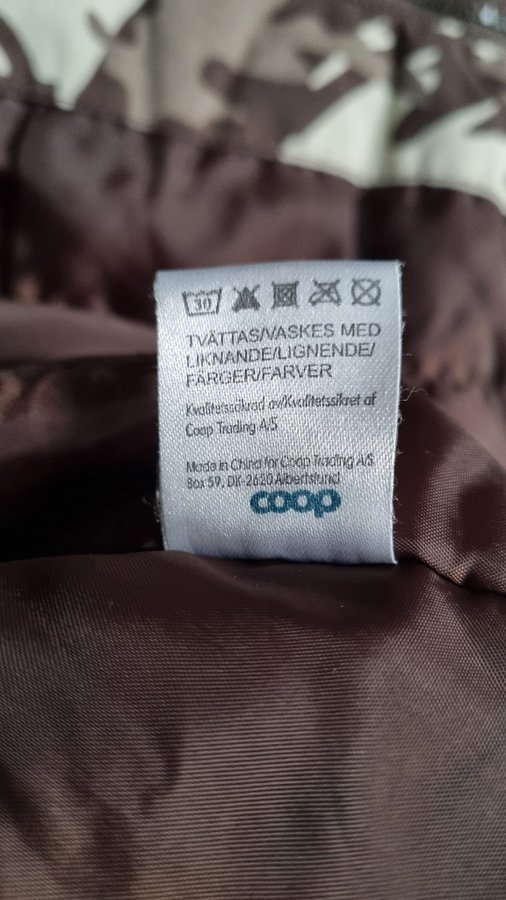 30
TVÄTTAS/VASKES MED
LIKNANDE/LIGNENDE/
FÄRGER/FARVER
Kvalitetssäkrad av/Kvalitetssikret af
Coop Trading A/S
Made in China for Coop Trading A/S
Box 59, DK-2620 Albertslund
coop